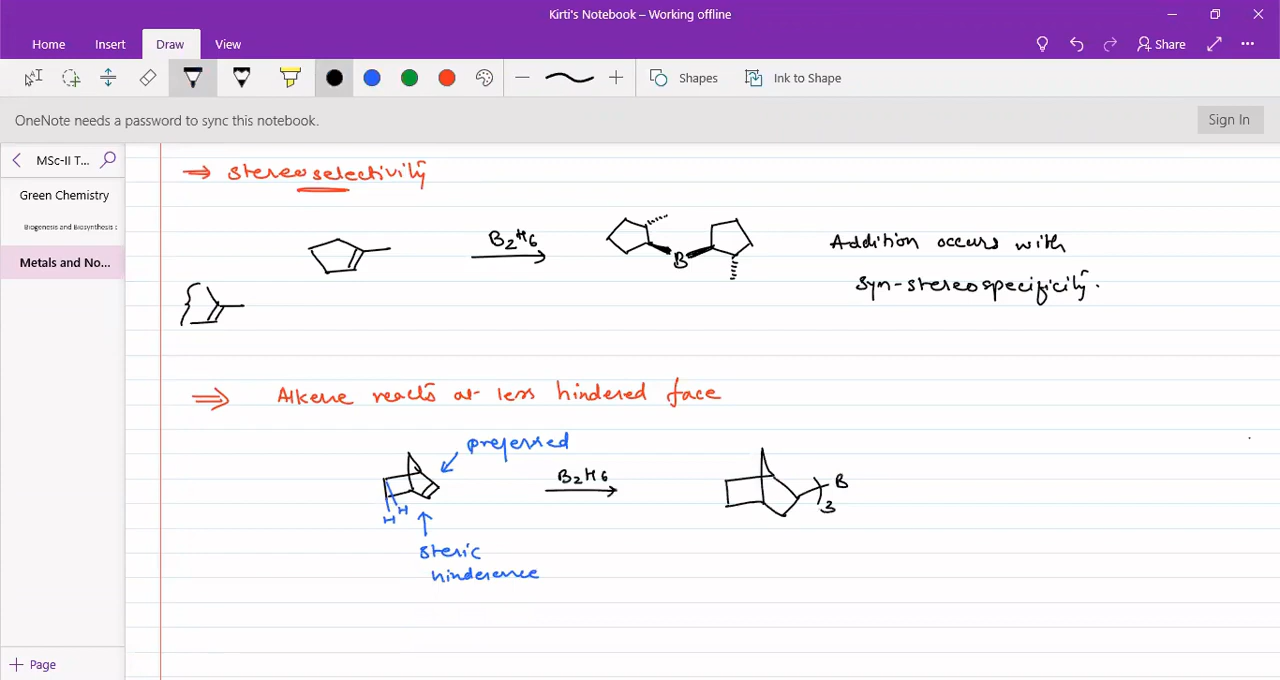 Kirti's Notebook – Working offline
Home Insert Draw View Share
Shapes Ink to Shape
OneNote needs a password to sync this notebook. Sign In
MSc-II T...
Green Chemistry
Biogenesis and Biosynthesis :
Metals and No...
Page
⇒ Stereoselectivity
B2H6
B
Addition occurs with
Syn-stereospecificity.
⇒ Alkene reacts at less hindered face
preferred
B2H6
B
3
H H
steric
hinderence